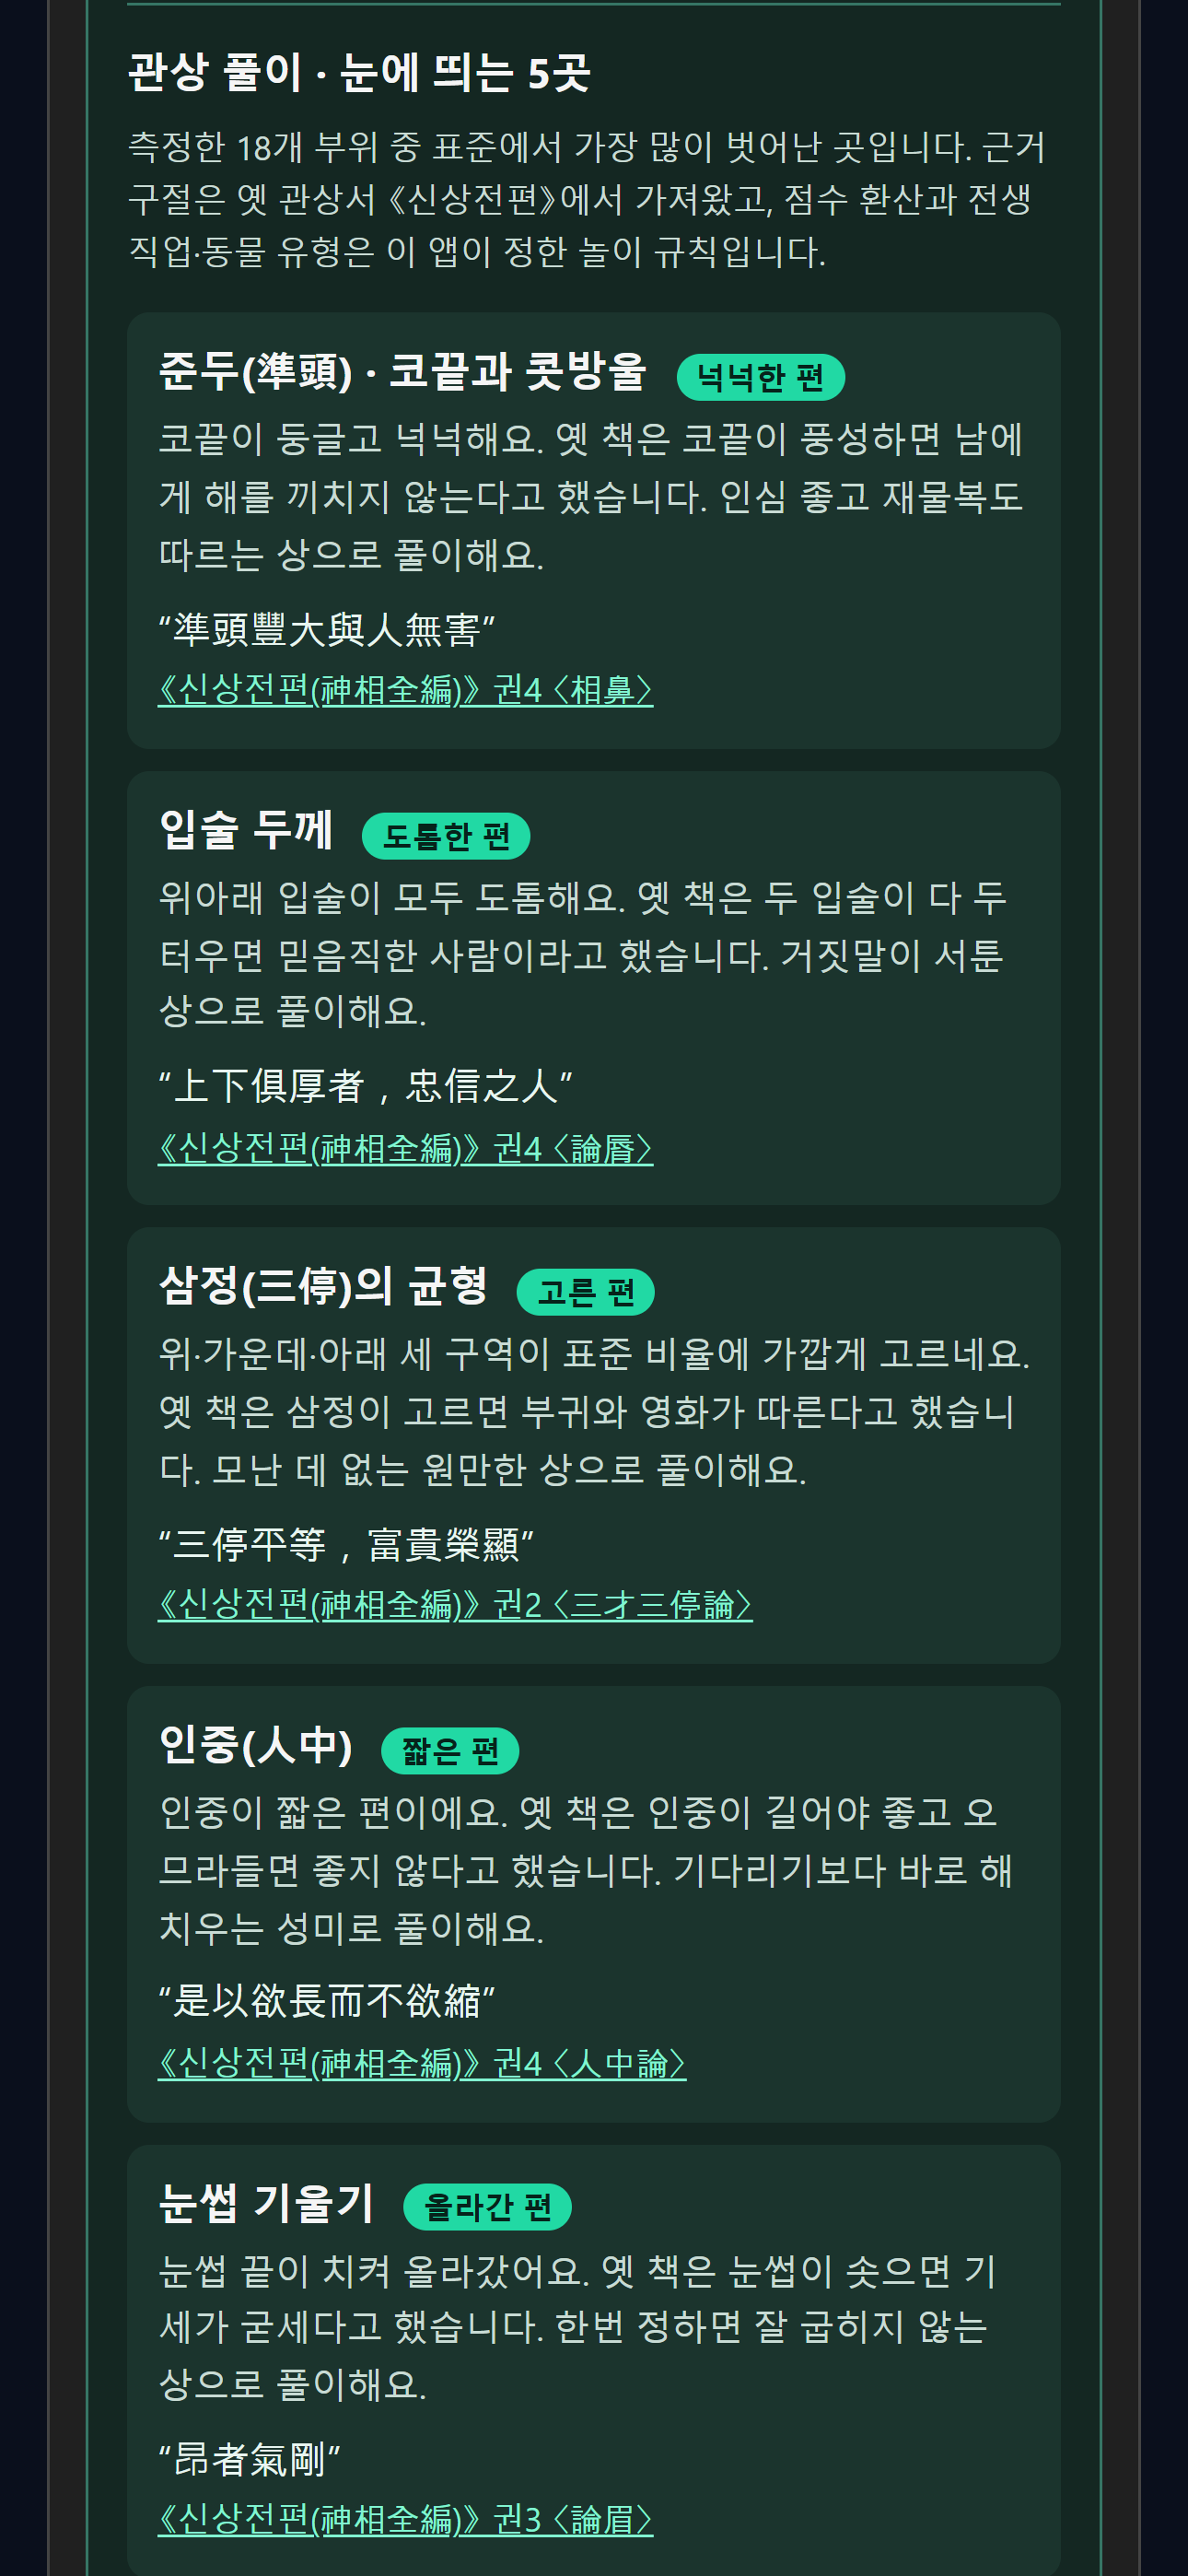 관상 풀이 · 눈에 띄는 5곳
측정한 18개 부위 중 표준에서 가장 많이 벗어난 곳입니다. 근거
구절은 옛 관상서 《신상전편》에서 가져왔고, 점수 환산과 전생
직업·동물 유형은 이 앱이 정한 놀이 규칙입니다.
준두(準頭) · 코끝과 콧방울 넉넉한 편
코끝이 둥글고 넉넉해요. 옛 책은 코끝이 풍성하면 남에
게 해를 끼치지 않는다고 했습니다. 인심 좋고 재물복도
따르는 상으로 풀이해요.
“準頭豐大與人無害”
《신상전편(神相全編)》 권4 〈相鼻〉
입술 두께 도톰한 편
위아래 입술이 모두 도톰해요. 옛 책은 두 입술이 다 두
터우면 믿음직한 사람이라고 했습니다. 거짓말이 서툰
상으로 풀이해요.
“上下俱厚者，忠信之人”
《신상전편(神相全編)》 권4 〈論脣〉
삼정(三停)의 균형 고른 편
위·가운데·아래 세 구역이 표준 비율에 가깝게 고르네요.
옛 책은 삼정이 고르면 부귀와 영화가 따른다고 했습니
다. 모난 데 없는 원만한 상으로 풀이해요.
“三停平等，富貴榮顯”
《신상전편(神相全編)》 권2 〈三才三停論〉
인중(人中) 짧은 편
인중이 짧은 편이에요. 옛 책은 인중이 길어야 좋고 오
므라들면 좋지 않다고 했습니다. 기다리기보다 바로 해
치우는 성미로 풀이해요.
“是以欲長而不欲縮”
《신상전편(神相全編)》 권4 〈人中論〉
눈썹 기울기 올라간 편
눈썹 끝이 치켜 올라갔어요. 옛 책은 눈썹이 솟으면 기
세가 굳세다고 했습니다. 한번 정하면 잘 굽히지 않는
상으로 풀이해요.
“昂者氣剛”
《신상전편(神相全編)》 권3 〈論眉〉